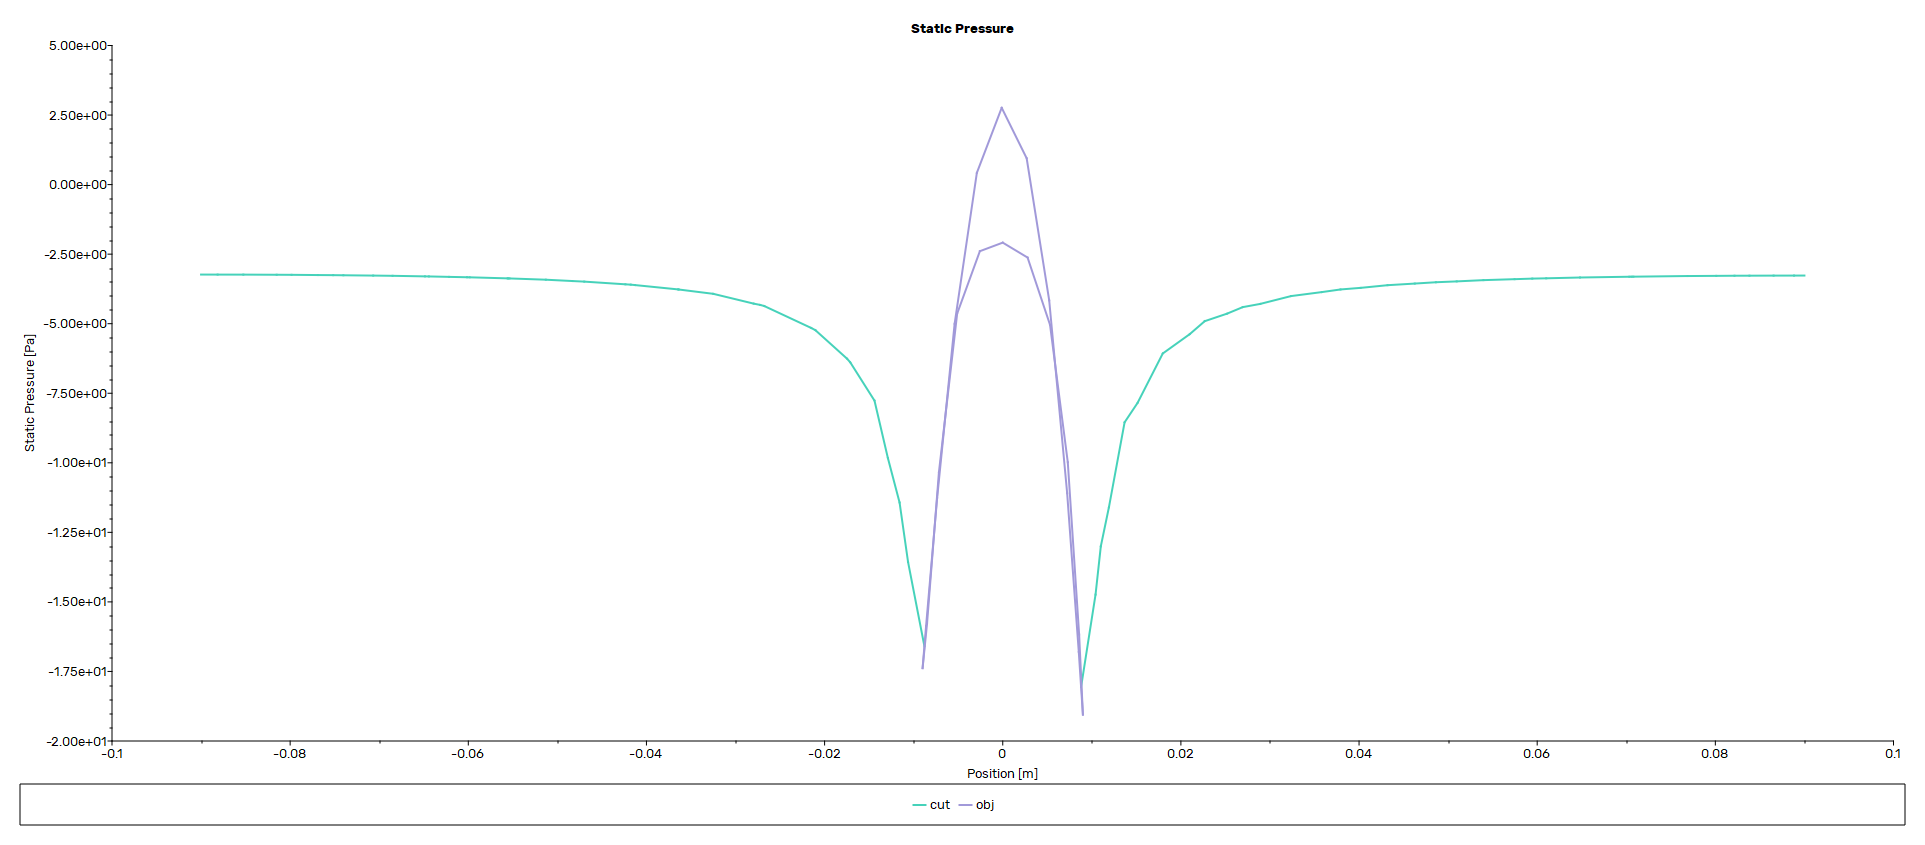 Static Pressure
5.00e+00
2.50e+00
0.00e+00
-2.50e+00
-5.00e+00
-7.50e+00
-1.00e+01
-1.25e+01
-1.50e+01
-1.75e+01
-2.00e+01
Static Pressure [Pa]
-0.1 -0.08 -0.06 -0.04 -0.02 0 0.02 0.04 0.06 0.08 0.1
Position [m]
cut obj